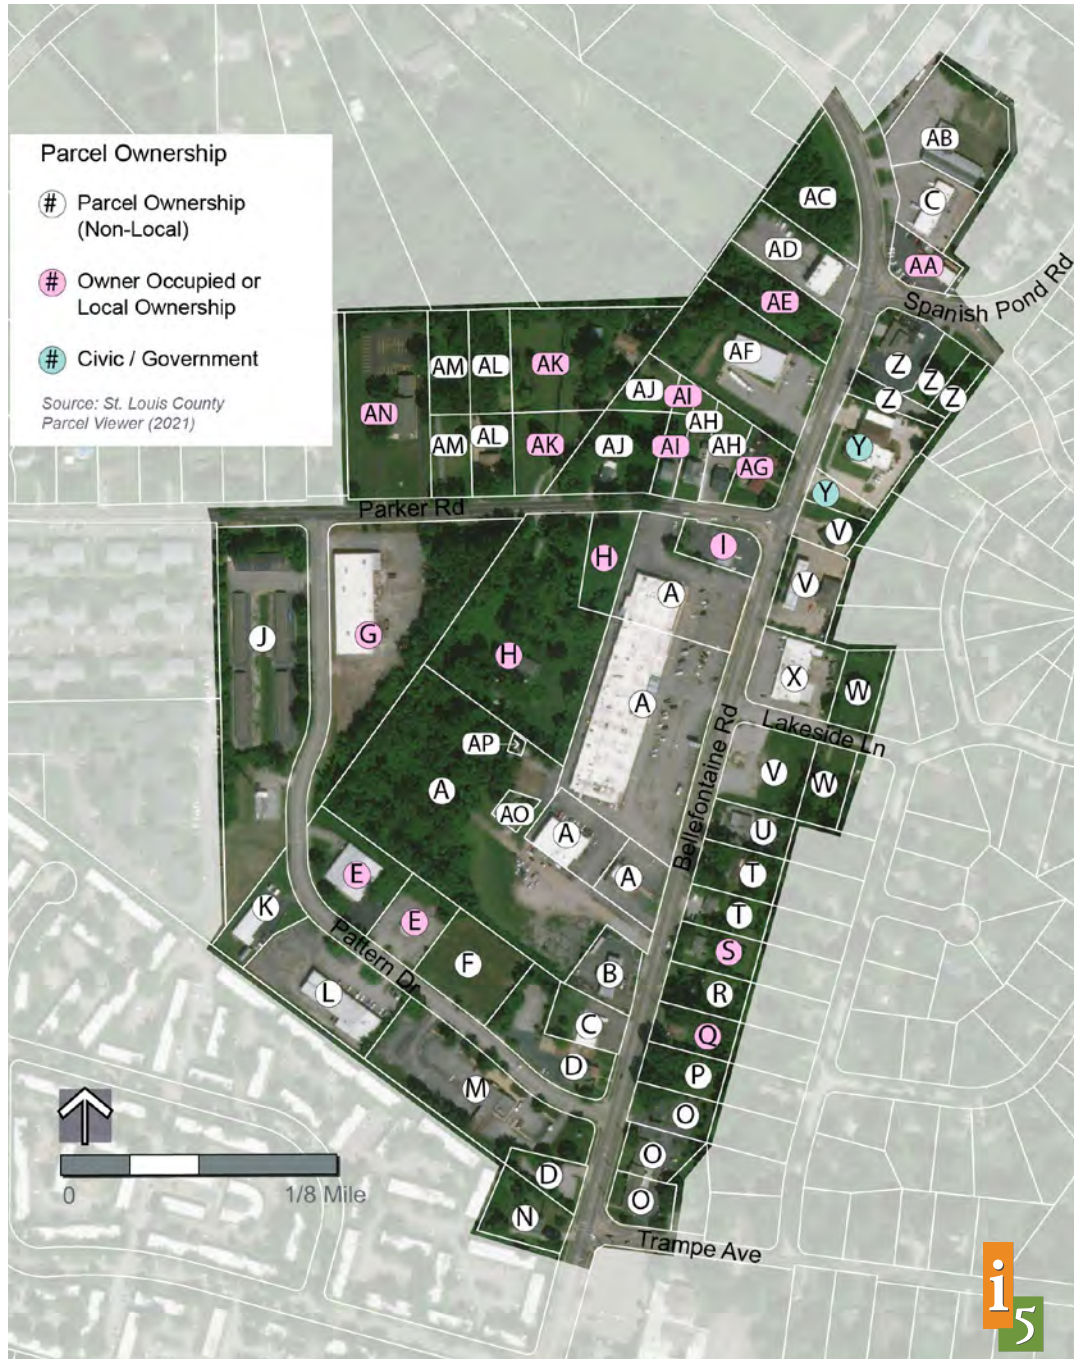 Parcel Ownership
# Parcel Ownership
(Non-Local)
# Owner Occupied or
Local Ownership
# Civic / Government
Source: St. Louis County
Parcel Viewer (2021)
AB
AC
C
AD
AA
Spanish Pond Rd
AE
AF
Z
Z
Z
Z
AM
AL
AK
AJ
AI
AH
AN
AM
AL
AK
AJ
AI
AH
AG
Y
Y
Parker Rd
V
I
H
V
A
J
G
H
X
W
A
Bellefontaine Rd
Lakeside Ln
AP
V
W
A
AO
A
U
E
A
T
K
E
T
Pattern Dr
S
F
B
L
R
C
Q
D
P
M
O
O
D
O
N
Trampe Ave
0 1/8 Mile
i
5